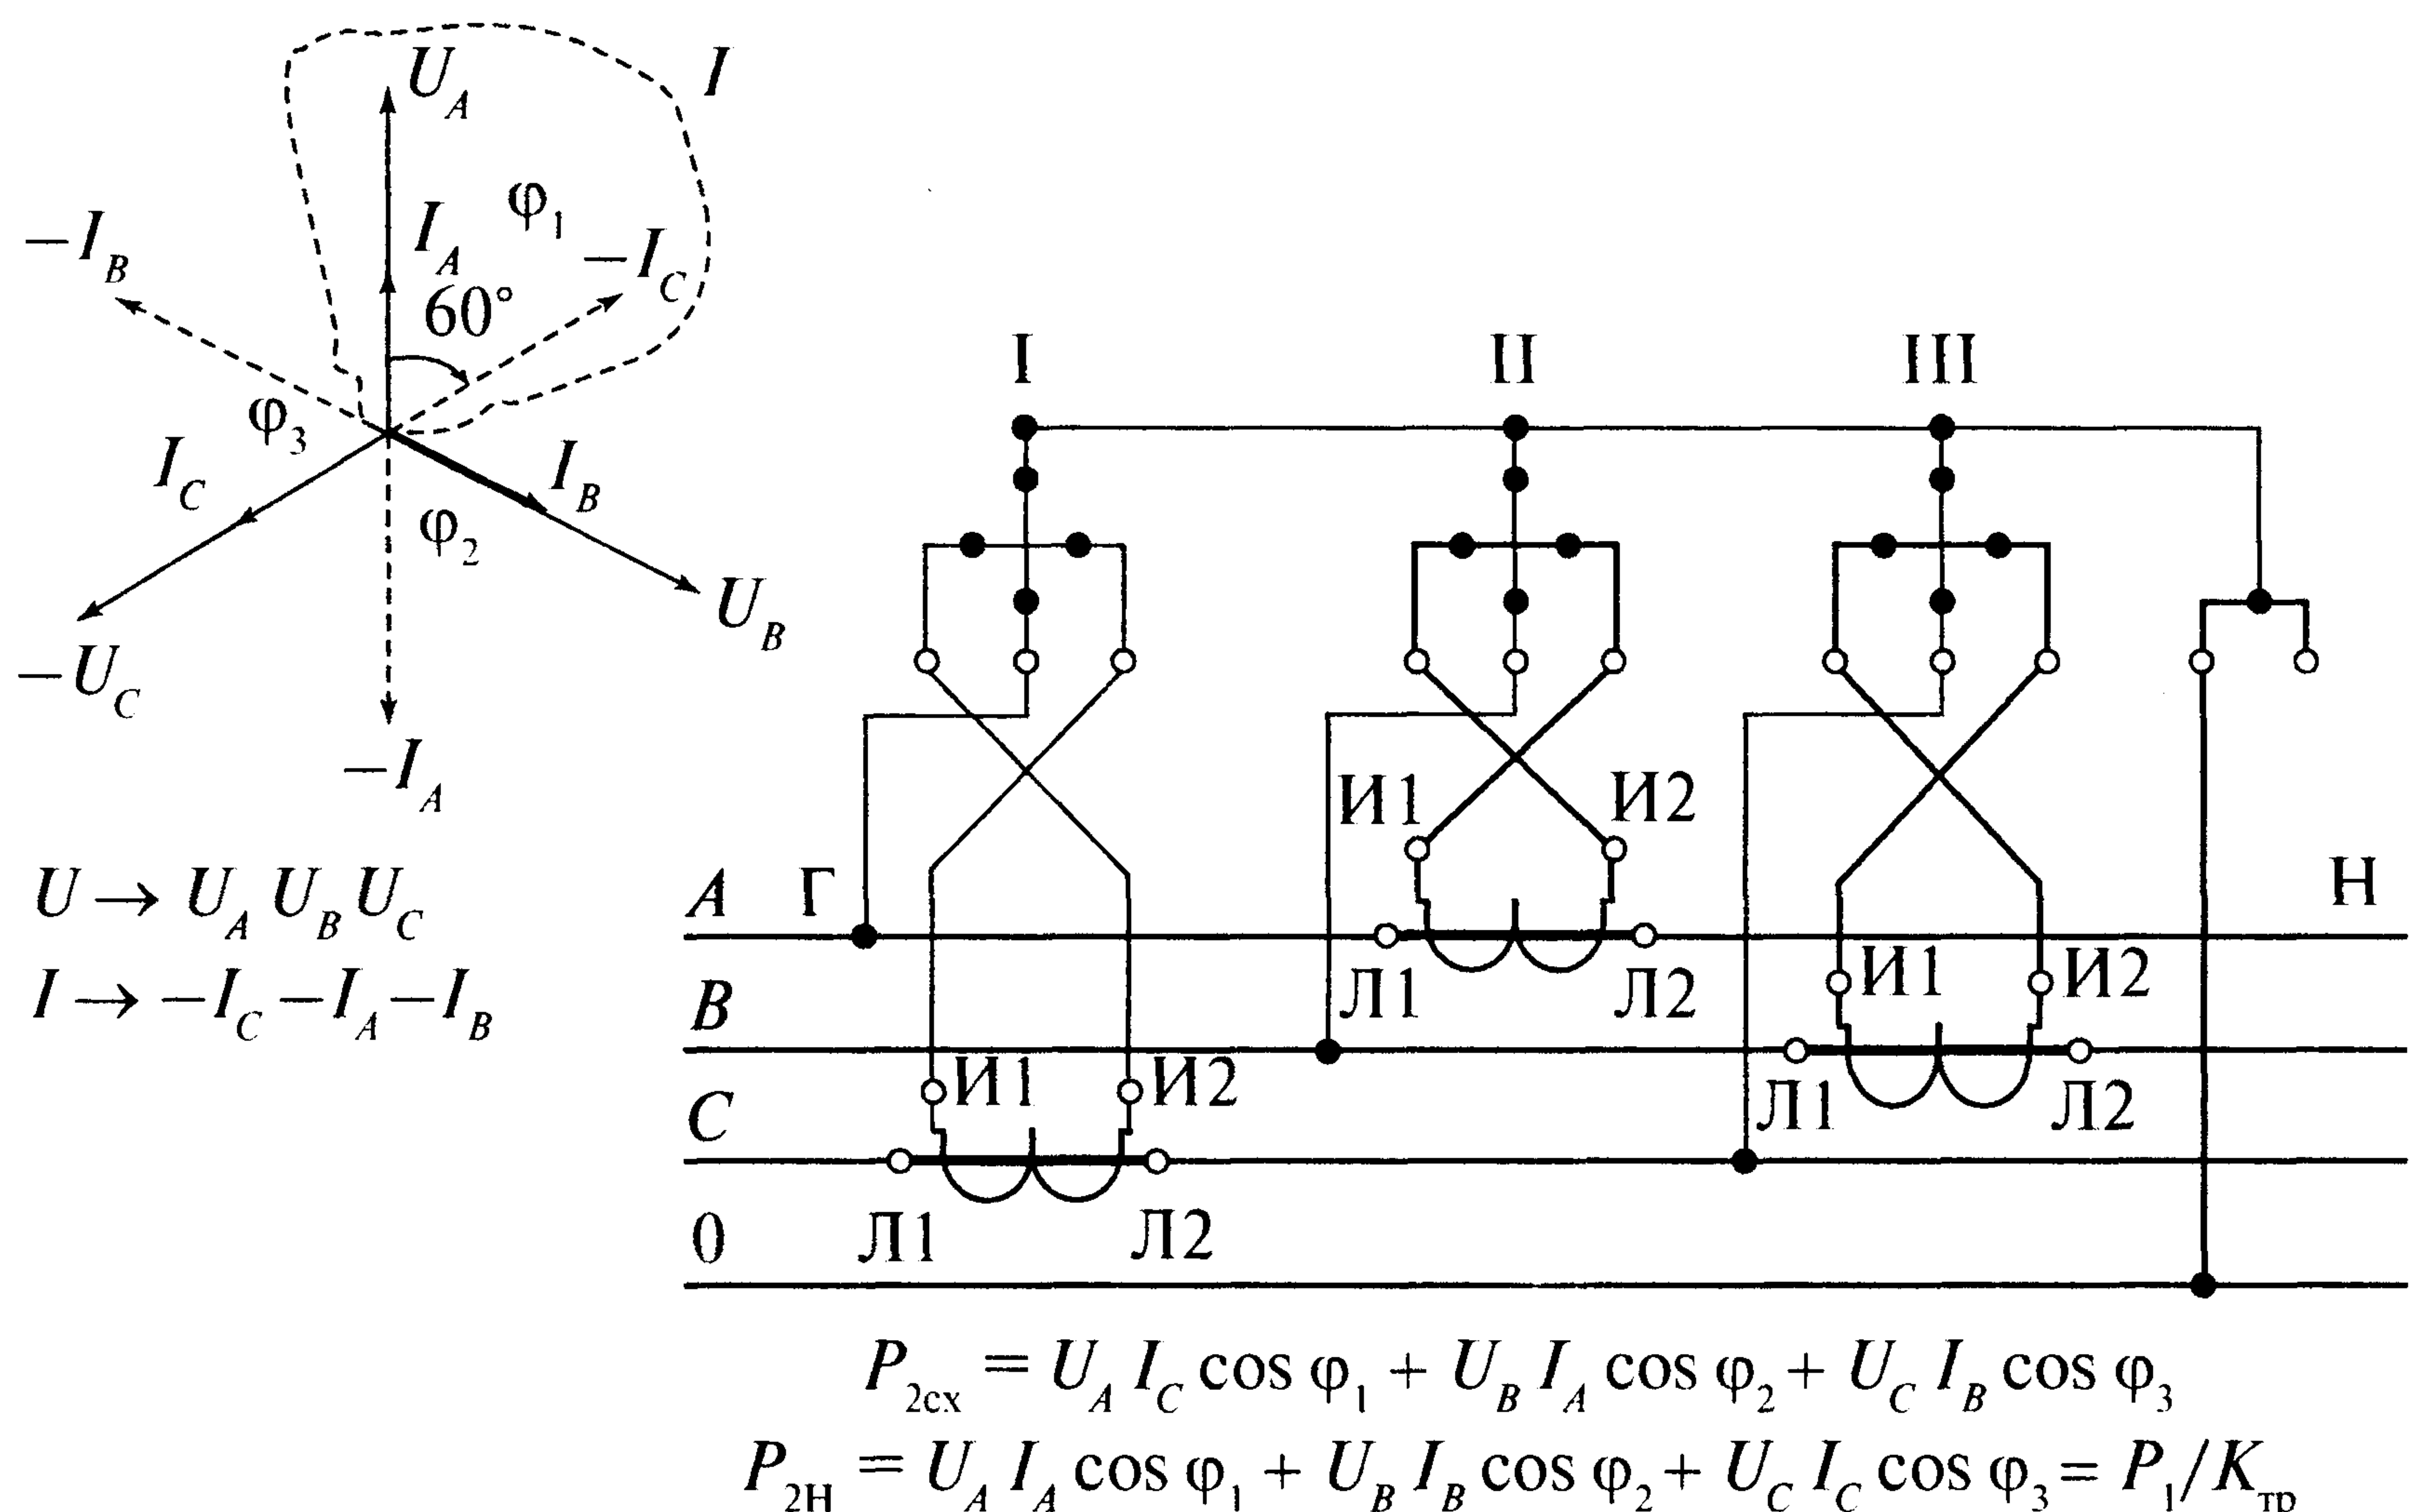 U_A
I
φ_1
I_A
−I_B
−I_C
60°
φ_3
I_C
I_B
φ_2
U_B
−U_C
−I_A
U → U_A U_B U_C
I → −I_C −I_A −I_B
I II III
И1 И2
A Г Н
Л1 Л2
И1 И2
B
И1 И2
Л1 Л2
C
Л1 Л2
0
P_2сх = U_A I_C cos φ_1 + U_B I_A cos φ_2 + U_C I_B cos φ_3
P_2Н = U_A I_A cos φ_1 + U_B I_B cos φ_2 + U_C I_C cos φ_3 = P_1/K_тр